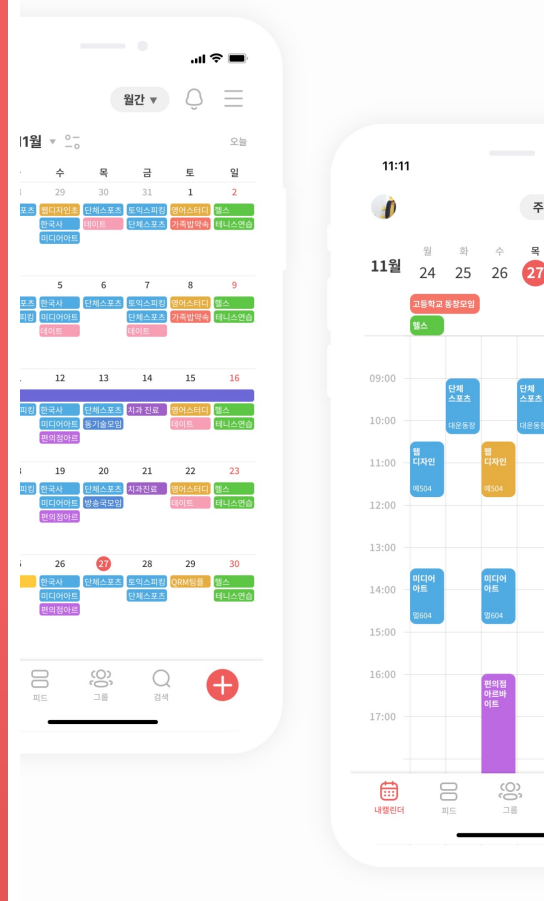 월간 ▼
11월 ▼
오늘
수 목 금 토 일
29 30 31 1 2
포츠 웹디자인초 단체스포츠 토익스피킹 영어스터디 헬스
한국사 데이트 단체스포츠 가족밥약속 테니스연습
미디어아트
5 6 7 8 9
포츠 한국사 단체스포츠 토익스피킹 영어스터디 헬스
피킹 미디어아트 단체스포츠 가족밥약속 테니스연습
데이트 데이트
12 13 14 15 16
피킹 한국사 단체스포츠 치과 진료 영어스터디 헬스
미디어아트 동기술모임 데이트 테니스연습
편의점아르
19 20 21 22 23
피킹 한국사 단체스포츠 치과진료 영어스터디 헬스
미디어아트 방송국모임 데이트 테니스연습
편의점아르
26 27 28 29 30
한국사 단체스포츠 토익스피킹 QRM팀플 헬스
미디어아트 단체스포츠 테니스연습
편의점아르
피드 그룹 검색
11:11
주
월 화 수 목
11월 24 25 26 27
고등학교 동창모임
헬스
09:00
단체
스포츠
대운동장
단체
스포츠
대운동장
10:00
웹
디자인
예504
웹
디자인
예504
11:00
12:00
13:00
미디어
아트
멀604
미디어
아트
멀604
14:00
15:00
16:00
편의점
아르바
이트
17:00
내캘린더 피드 그룹